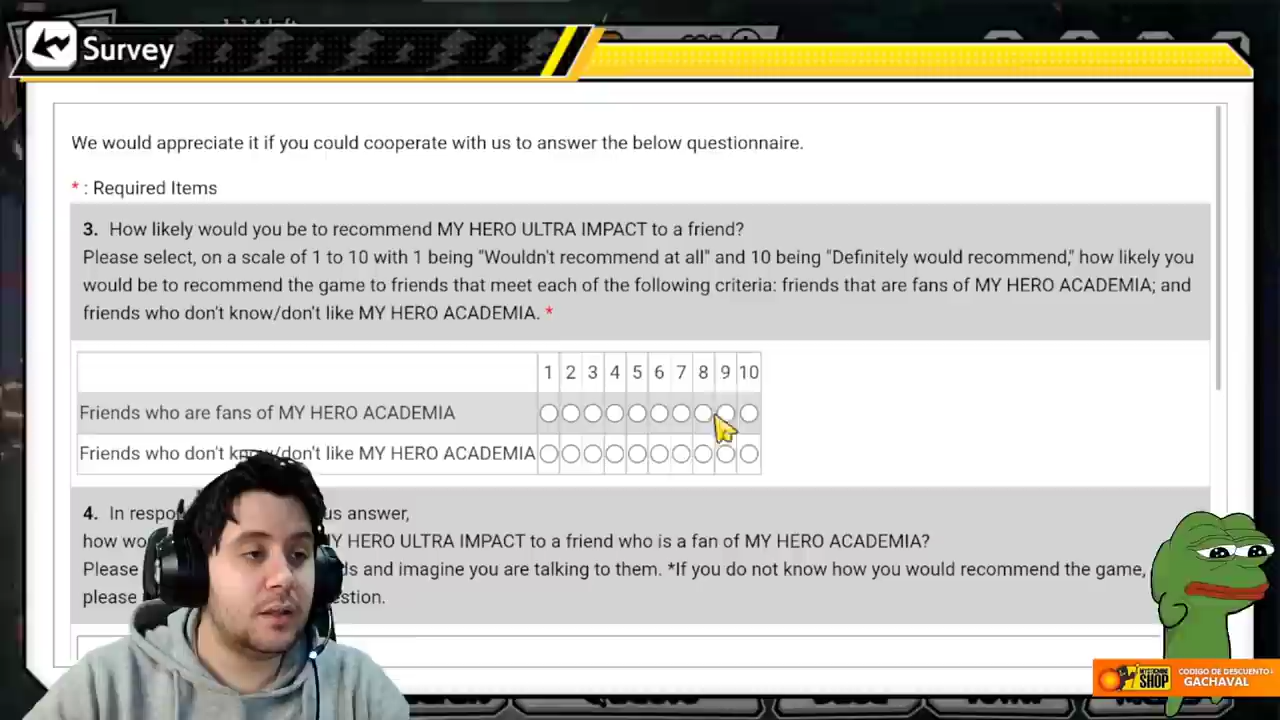 Survey
We would appreciate it if you could cooperate with us to answer the below questionnaire.
* : Required Items
3. How likely would you be to recommend MY HERO ULTRA IMPACT to a friend?
Please select, on a scale of 1 to 10 with 1 being "Wouldn't recommend at all" and 10 being "Definitely would recommend," how likely you
would be to recommend the game to friends that meet each of the following criteria: friends that are fans of MY HERO ACADEMIA; and
friends who don't know/don't like MY HERO ACADEMIA. *
1 2 3 4 5 6 7 8 9 10
Friends who are fans of MY HERO ACADEMIA
Friends who don't know/don't like MY HERO ACADEMIA
4. In us answer,
how HERO ULTRA IMPACT to a friend who is a fan of MY HERO ACADEMIA?
Please and imagine you are talking to them. *If you do not know how you would recommend the game,
please
SHOP
CODIGO DE DESCUENTO:
GACHAVAL